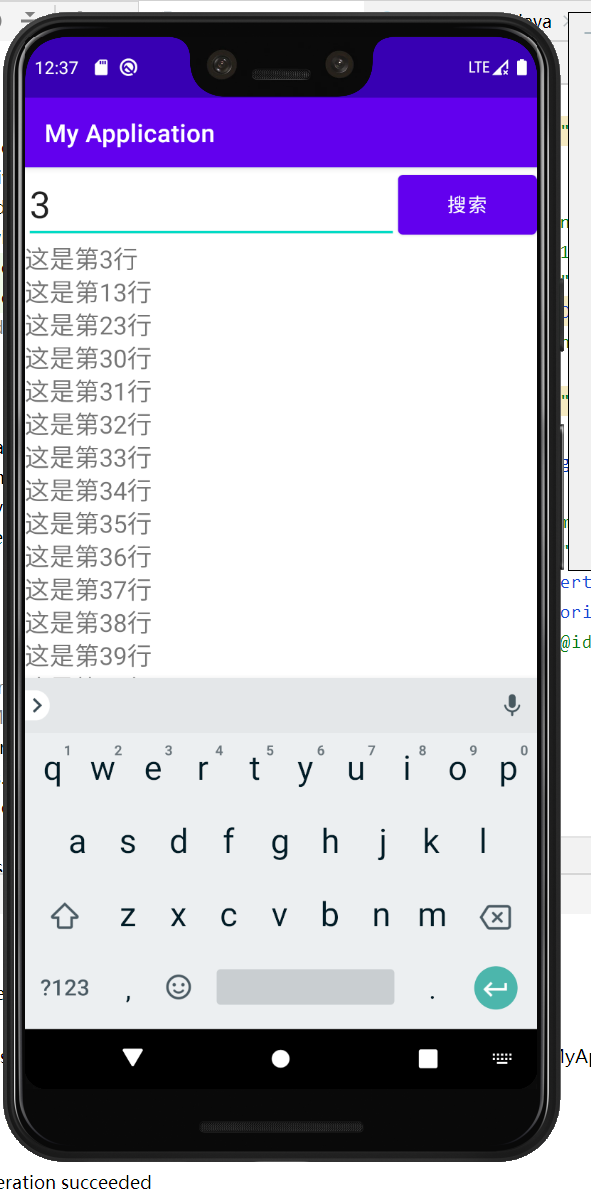 ava
12:37
LTE
My Application
3
搜索
这是第3行
这是第13行
这是第23行
这是第30行
这是第31行
这是第32行
这是第33行
这是第34行
这是第35行
这是第36行
这是第37行
这是第38行
这是第39行
ert
ori
@id
1 2 3 4 5 6 7 8 9 0
q w e r t y u i o p
a s d f g h j k l
z x c v b n m
?123 , .
MyAp
eration succeeded